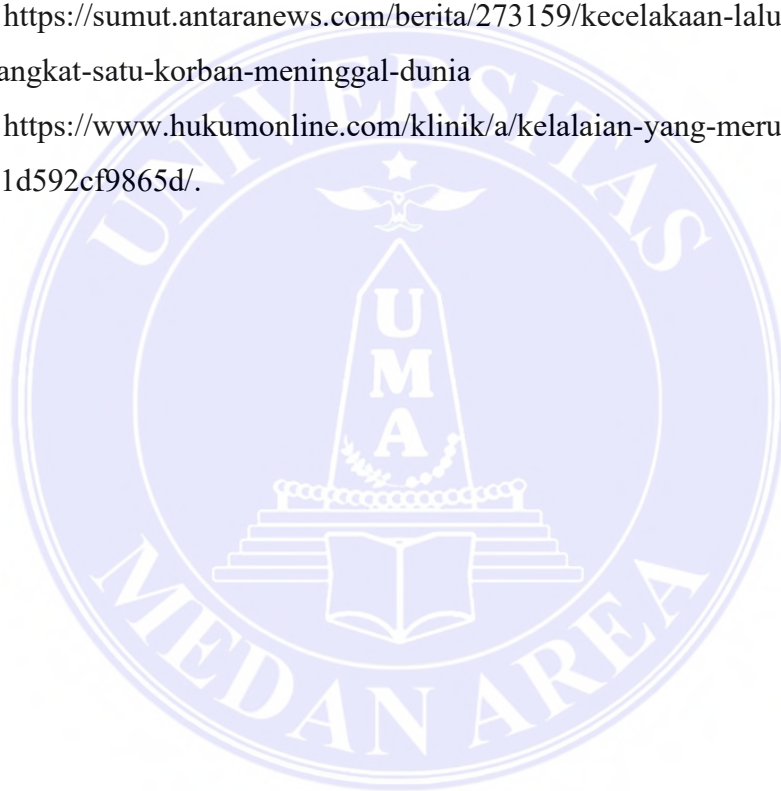 https://sumut.antaranews.com/berita/273159/kecelakaan-lalu
angkat-satu-korban-meninggal-dunia
https://www.hukumonline.com/klinik/a/kelalaian-yang-meru
1d592cf9865d/.
UNIVERSITAS
UMA
MEDAN AREA